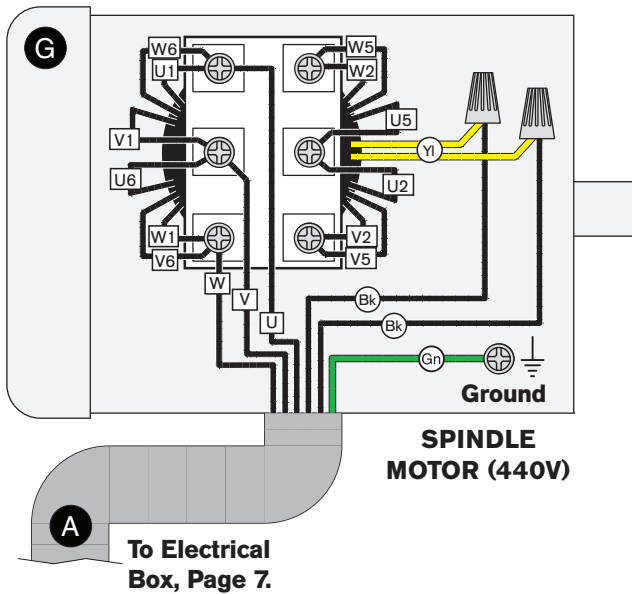 G
W6
W5
U1
W2
U5
V1
Yl
U6
U2
W1
V2
V6
V5
W
V
U
Bk
Bk
Gn
Ground
SPINDLE
MOTOR (440V)
A
To Electrical
Box, Page 7.